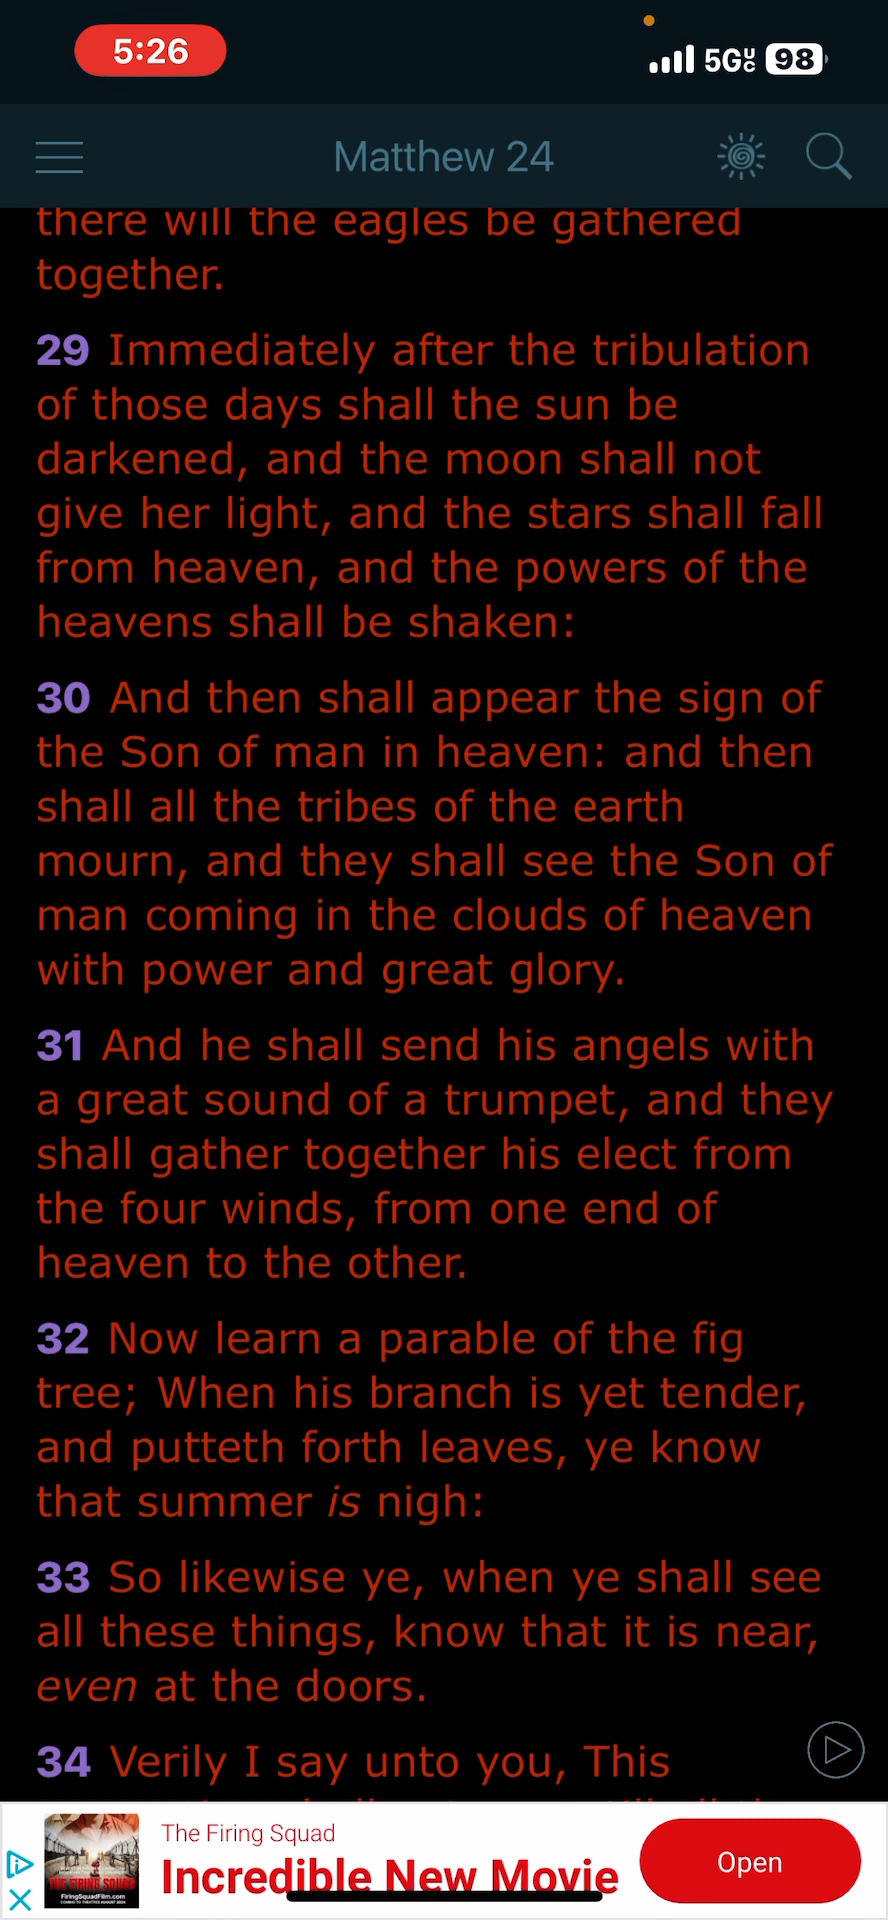 5:26
5G 98
Matthew 24
there will the eagles be gathered
together.
29 Immediately after the tribulation
of those days shall the sun be
darkened, and the moon shall not
give her light, and the stars shall fall
from heaven, and the powers of the
heavens shall be shaken:
30 And then shall appear the sign of
the Son of man in heaven: and then
shall all the tribes of the earth
mourn, and they shall see the Son of
man coming in the clouds of heaven
with power and great glory.
31 And he shall send his angels with
a great sound of a trumpet, and they
shall gather together his elect from
the four winds, from one end of
heaven to the other.
32 Now learn a parable of the fig
tree; When his branch is yet tender,
and putteth forth leaves, ye know
that summer is nigh:
33 So likewise ye, when ye shall see
all these things, know that it is near,
even at the doors.
34 Verily I say unto you, This
The Firing Squad
Incredible New Movie
Open
THE FIRING SQUAD
FiringSquadFilm.com